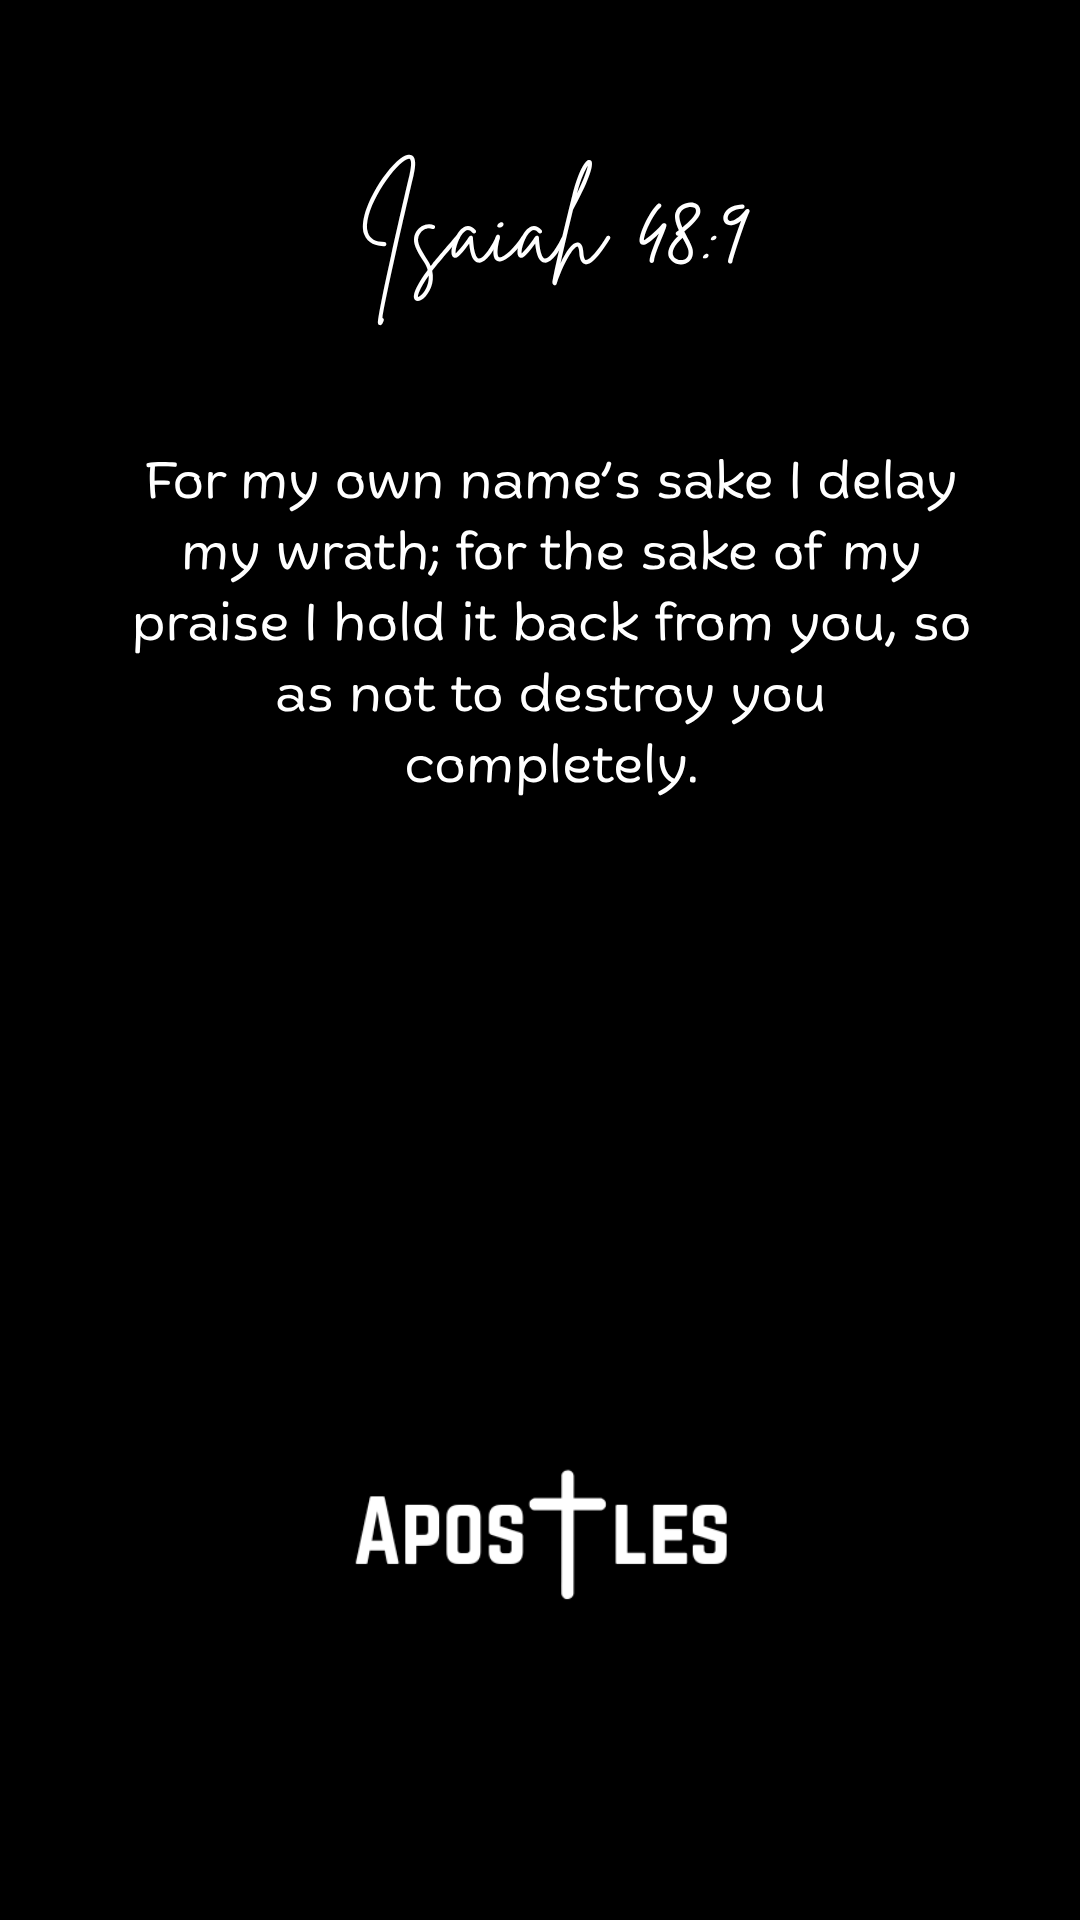 Isaiah 48:9
For my own name’s sake I delay
my wrath; for the sake of my
praise I hold it back from you, so
as not to destroy you
completely.
APOSTLES